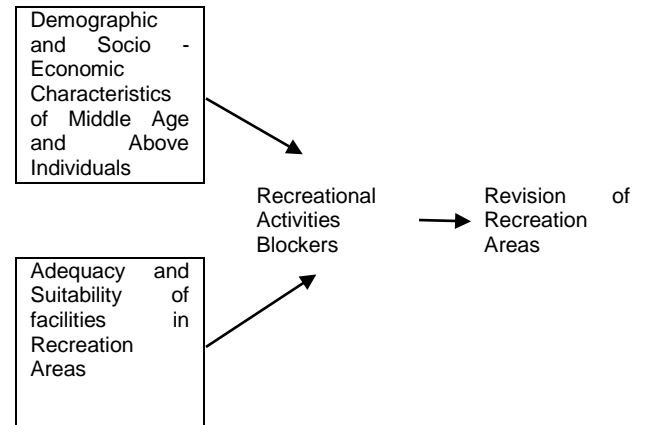 Demographic
and Socio -
Economic
Characteristics
of Middle Age
and Above
Individuals
Recreational
Activities
Blockers
Revision of
Recreation
Areas
Adequacy and
Suitability of
facilities in
Recreation
Areas